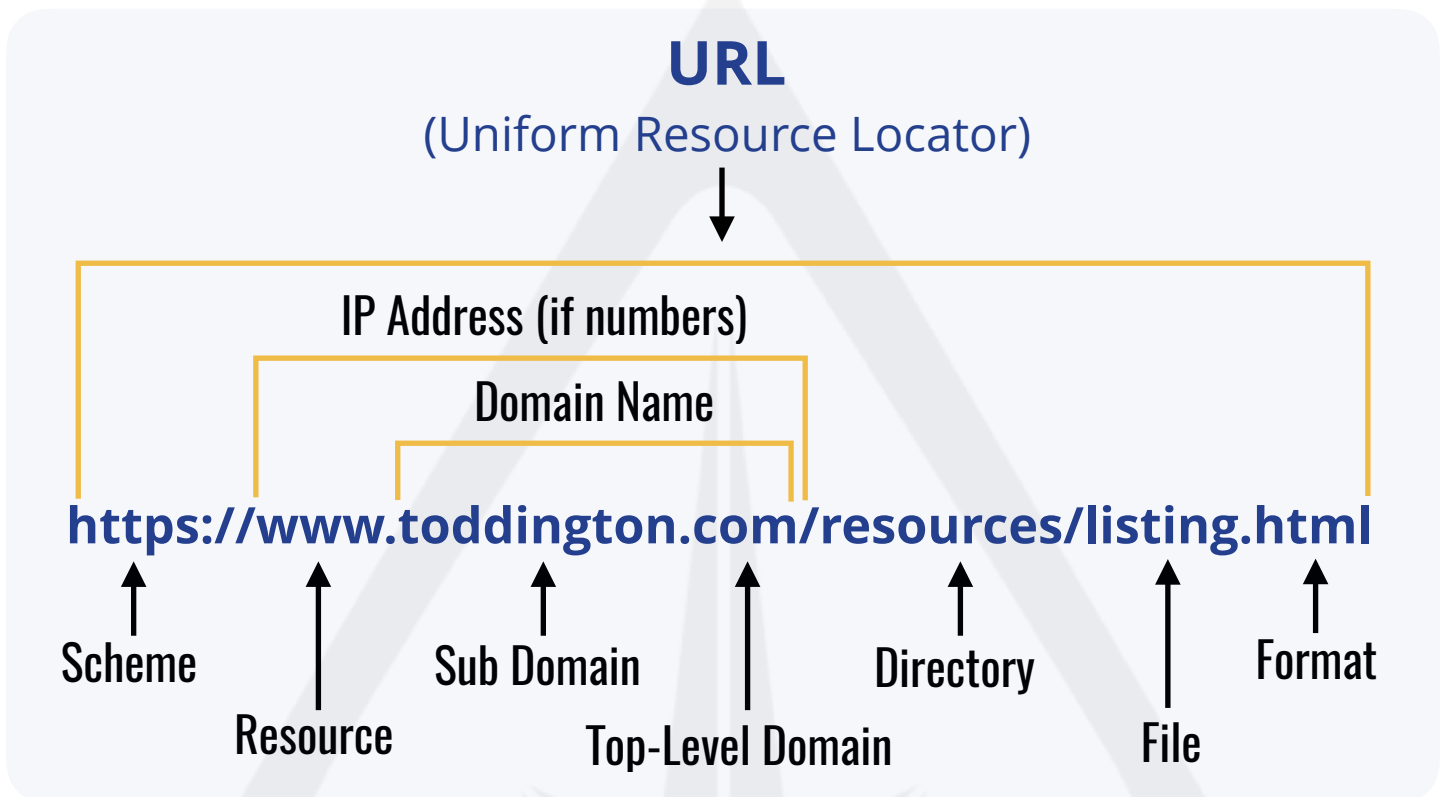 URL
(Uniform Resource Locator)
IP Address (if numbers)
Domain Name
https://www.toddington.com/resources/listing.html
Scheme
Resource
Sub Domain
Top-Level Domain
Directory
File
Format